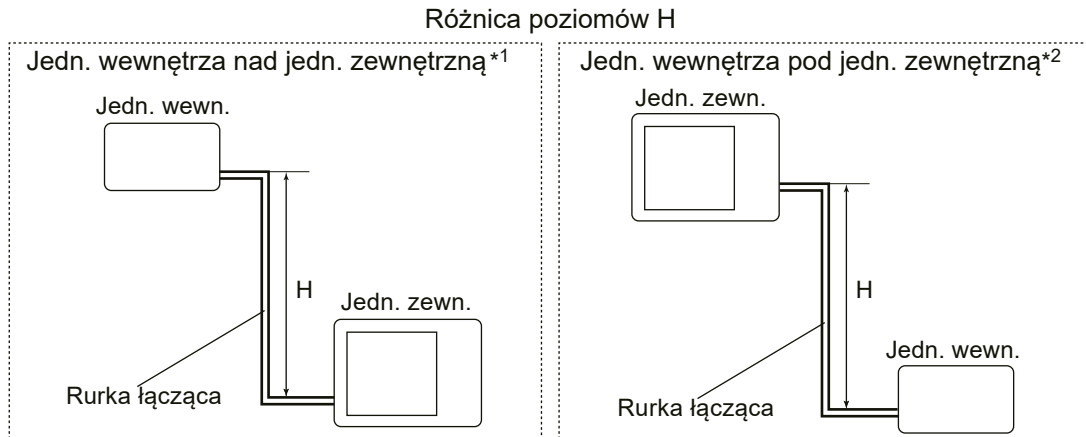 Różnica poziomów H
Jedn. wewnętrza nad jedn. zewnętrzną*1
Jedn. wewn.
H
Jedn. zewn.
Rurka łącząca
Jedn. wewnętrza pod jedn. zewnętrzną*2
Jedn. zewn.
H
Jedn. wewn.
Rurka łącząca